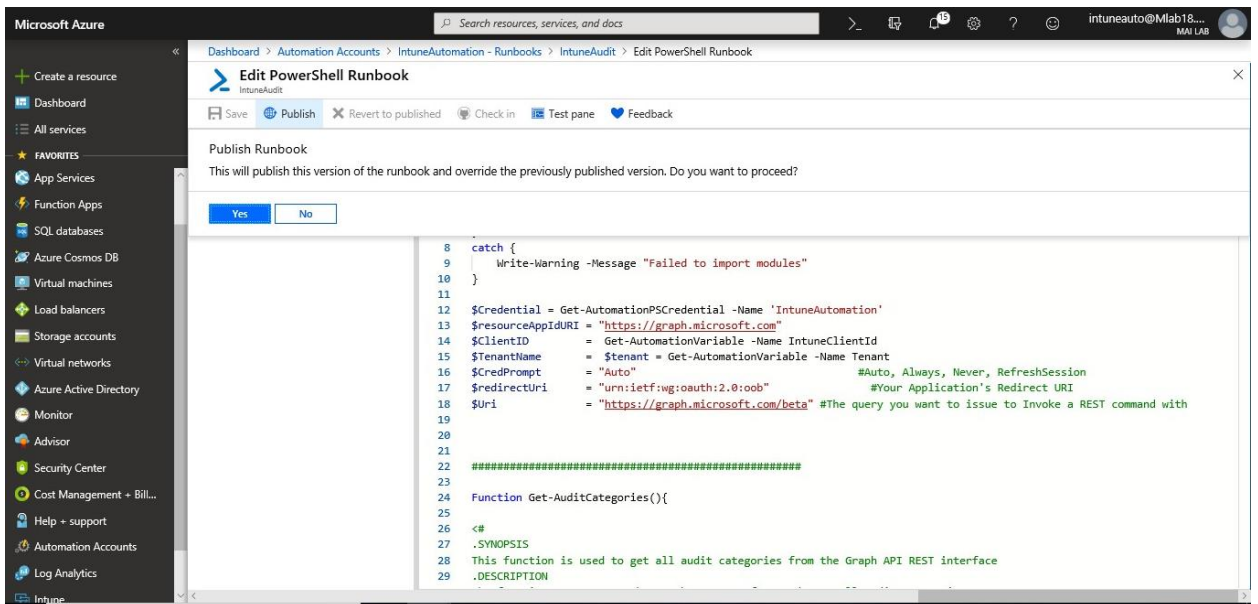 Microsoft Azure
Search resources, services, and docs
15
intuneauto@Mlab18....
MAI LAB
Dashboard > Automation Accounts > IntuneAutomation - Runbooks > IntuneAudit > Edit PowerShell Runbook
Create a resource
Dashboard
All services
FAVORITES
App Services
Function Apps
SQL databases
Azure Cosmos DB
Virtual machines
Load balancers
Storage accounts
Virtual networks
Azure Active Directory
Monitor
Advisor
Security Center
Cost Management + Bill...
Help + support
Automation Accounts
Log Analytics
Intune
Edit PowerShell Runbook
IntuneAudit
Save Publish Revert to published Check in Test pane Feedback
Publish Runbook
This will publish this version of the runbook and override the previously published version. Do you want to proceed?
Yes No
8 catch {
9 Write-Warning -Message "Failed to import modules"
10 }
11
12 $Credential = Get-AutomationPSCredential -Name 'IntuneAutomation'
13 $resourceAppIdURI = "https://graph.microsoft.com"
14 $ClientID = Get-AutomationVariable -Name IntuneClientId
15 $TenantName = $tenant = Get-AutomationVariable -Name Tenant
16 $CredPrompt = "Auto" #Auto, Always, Never, RefreshSession
17 $redirectUri = "urn:ietf:wg:oauth:2.0:oob" #Your Application's Redirect URI
18 $Uri = "https://graph.microsoft.com/beta" #The query you want to issue to Invoke a REST command with
19
20
21
22 ####################################################
23
24 Function Get-AuditCategories(){
25
26 <#
27 .SYNOPSIS
28 This function is used to get all audit categories from the Graph API REST interface
29 .DESCRIPTION